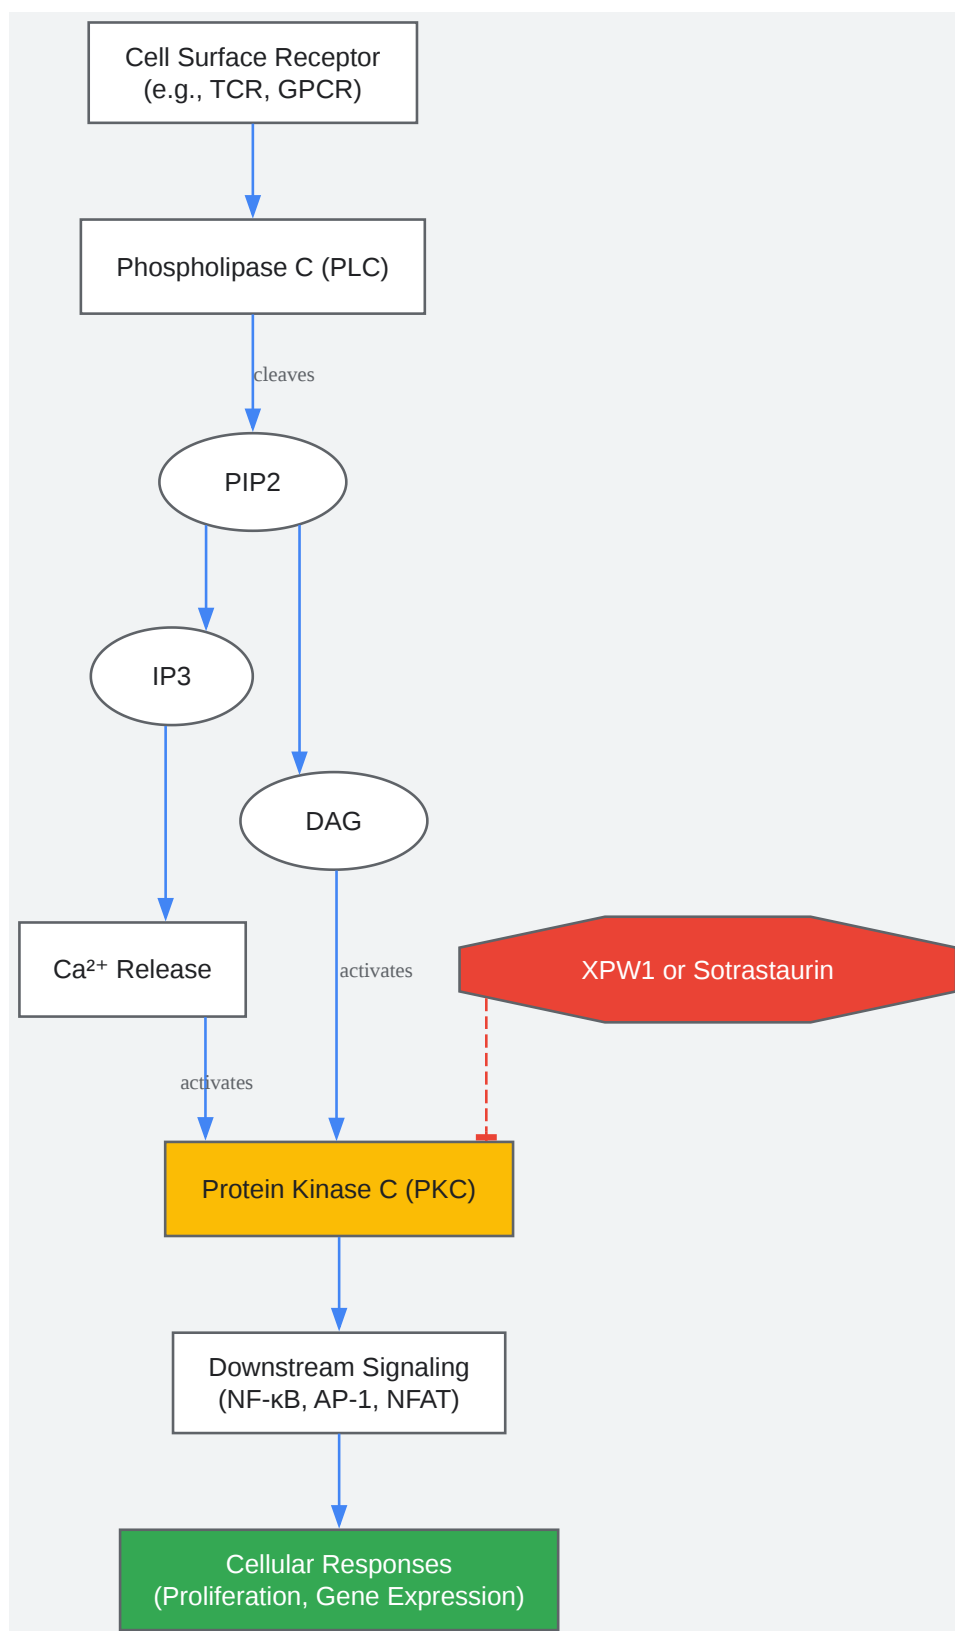 Cell Surface Receptor
(e.g., TCR, GPCR)
Phospholipase C (PLC)
cleaves
PIP2
IP3
DAG
Ca²⁺ Release
activates
XPW1 or Sotrastaurin
activates
Protein Kinase C (PKC)
Downstream Signaling
(NF-κB, AP-1, NFAT)
Cellular Responses
(Proliferation, Gene Expression)